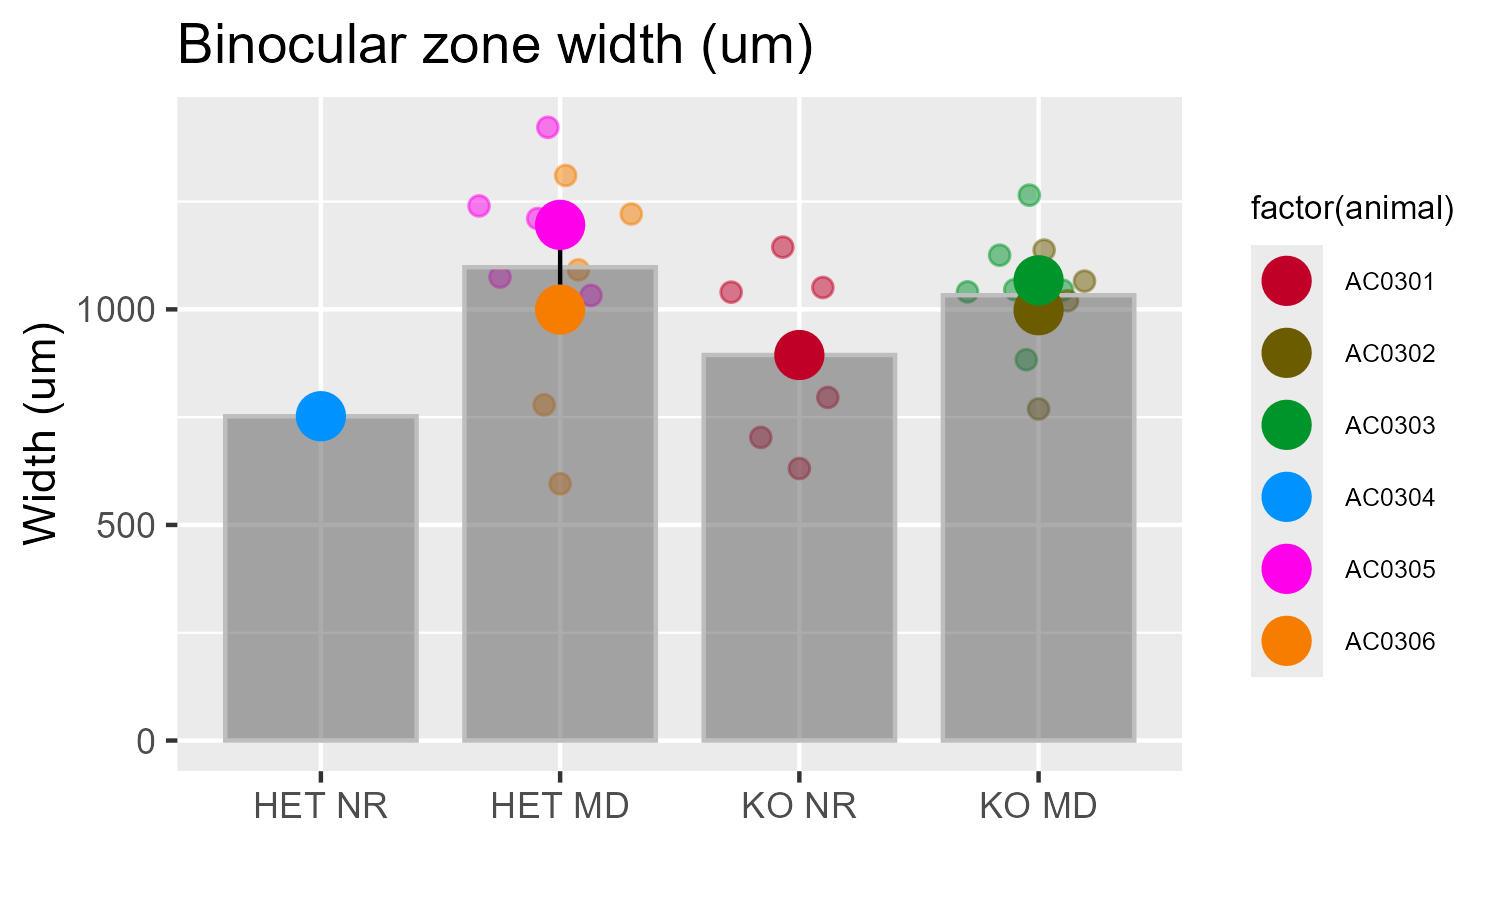 Binocular zone width (um)
Width (um)
1000
500
0
HET NR
HET MD
KO NR
KO MD
factor(animal)
AC0301
AC0302
AC0303
AC0304
AC0305
AC0306